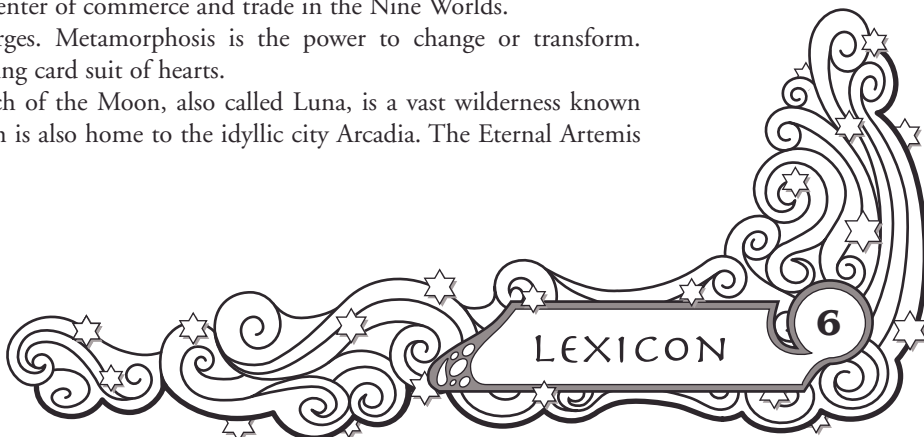 enter of commerce and trade in the Nine Worlds.
rges. Metamorphosis is the power to change or transform.
ing card suit of hearts.
ch of the Moon, also called Luna, is a vast wilderness known
n is also home to the idyllic city Arcadia. The Eternal Artemis
LEXICON
6